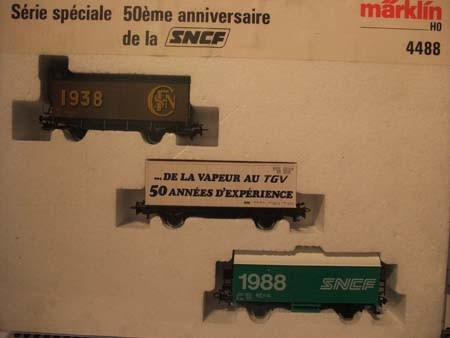 Série spéciale 50ème anniversaire
de la SNCF
märklin
HO
4488
1938
SNCF
...DE LA VAPEUR AU TGV
50 ANNÉES D'EXPÉRIENCE
1988 SNCF